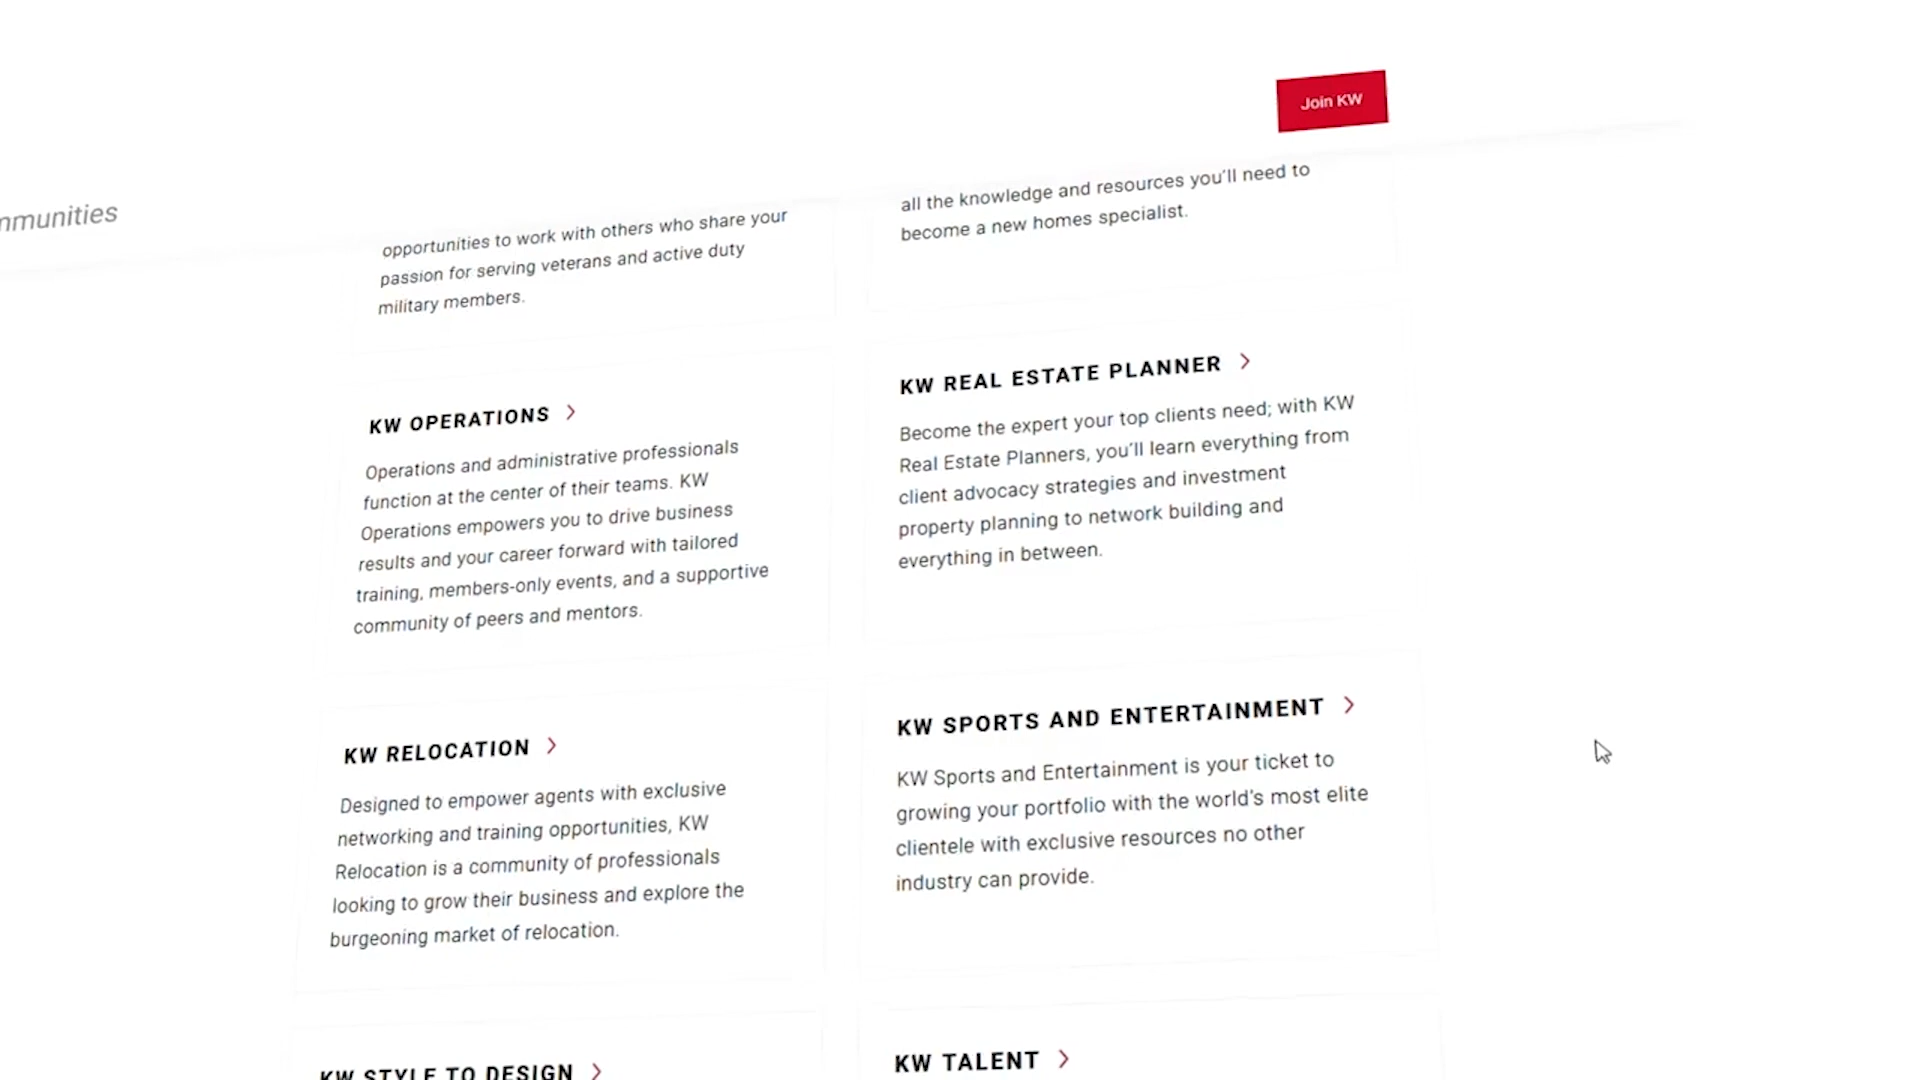 Join KW
opportunities to work with others who share your
passion for serving veterans and active duty
military members.
all the knowledge and resources you'll need to
become a new homes specialist.
KW OPERATIONS
Operations and administrative professionals
function at the center of their teams. KW
Operations empowers you to drive business
results and your career forward with tailored
training, members-only events, and a supportive
community of peers and mentors.
KW REAL ESTATE PLANNER
Become the expert your top clients need; with KW
Real Estate Planners, you'll learn everything from
client advocacy strategies and investment
property planning to network building and
everything in between.
KW RELOCATION
Designed to empower agents with exclusive
networking and training opportunities, KW
Relocation is a community of professionals
looking to grow their business and explore the
burgeoning market of relocation.
KW SPORTS AND ENTERTAINMENT
KW Sports and Entertainment is your ticket to
growing your portfolio with the world's most elite
clientele with exclusive resources no other
industry can provide.
KW STYLE TO DESIGN
KW TALENT